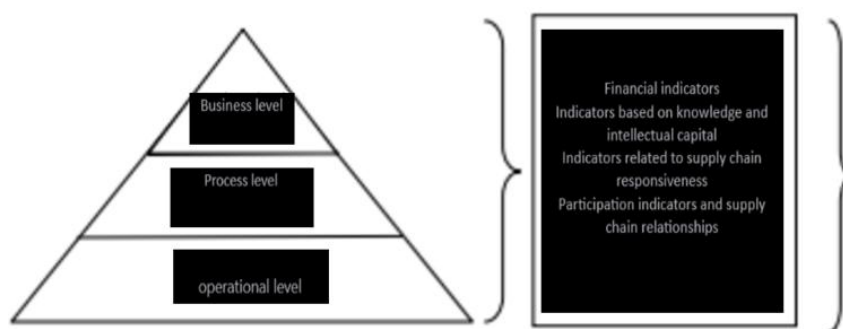 Business level
Process level
operational level
Financial indicators
Indicators based on knowledge and
intellectual capital
Indicators related to supply chain
responsiveness
Participation indicators and supply
chain relationships